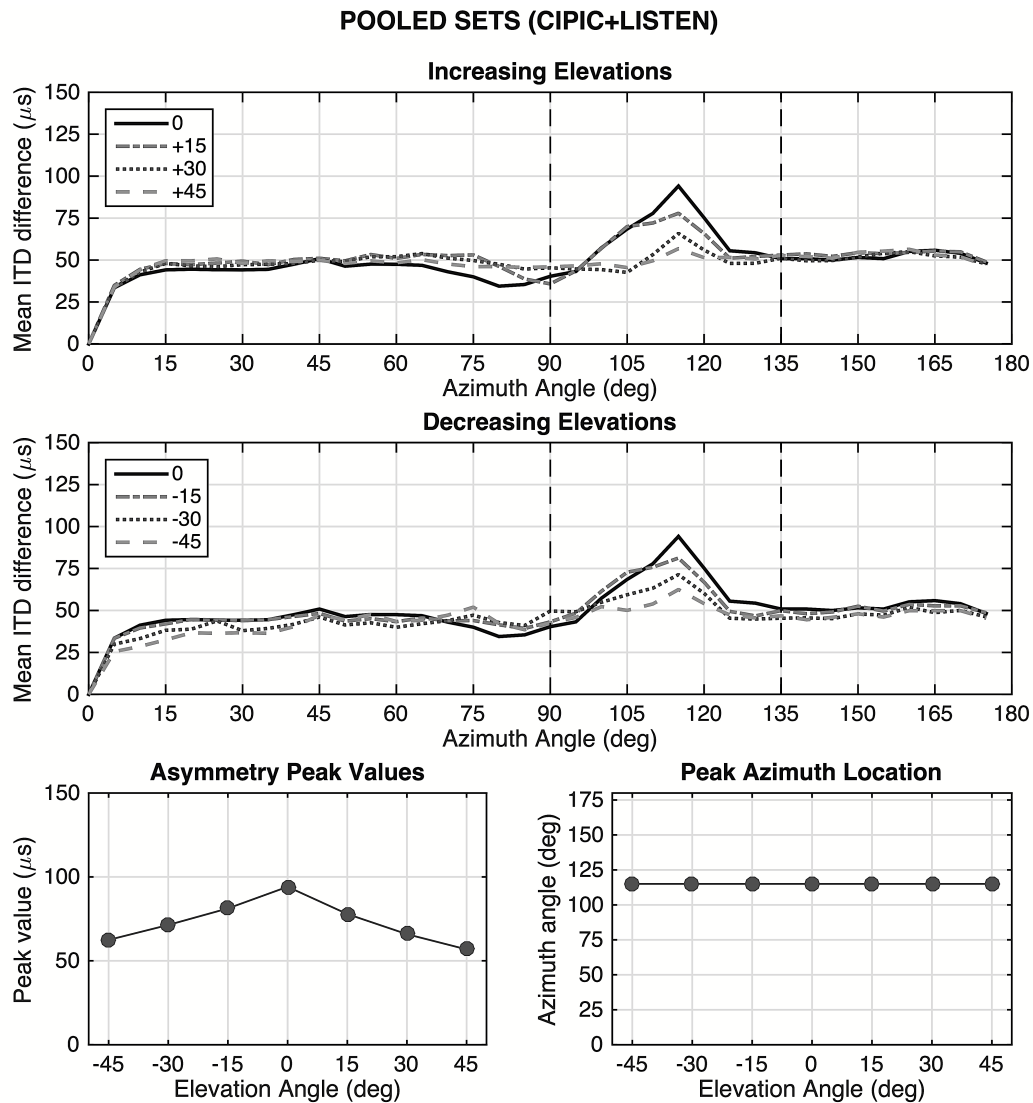 POOLED SETS (CIPIC+LISTEN)
Increasing Elevations
Mean ITD difference (μs)
150
125
100
75
50
25
0
0
+15
+30
+45
0 15 30 45 60 75 90 105 120 135 150 165 180
Azimuth Angle (deg)
Decreasing Elevations
Mean ITD difference (μs)
150
125
100
75
50
25
0
0
-15
-30
-45
0 15 30 45 60 75 90 105 120 135 150 165 180
Azimuth Angle (deg)
Asymmetry Peak Values
Peak value (μs)
150
100
50
0
-45 -30 -15 0 15 30 45
Elevation Angle (deg)
Peak Azimuth Location
Azimuth angle (deg)
175
150
125
100
75
50
25
0
-45 -30 -15 0 15 30 45
Elevation Angle (deg)